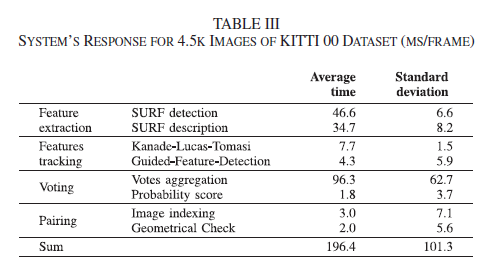 TABLE III
SYSTEM'S RESPONSE FOR 4.5K IMAGES OF KITTI 00 DATASET (MS/FRAME)
Average time Standard deviation
Feature extraction SURF detection 46.6 6.6
SURF description 34.7 8.2
Features tracking Kanade-Lucas-Tomasi 7.7 1.5
Guided-Feature-Detection 4.3 5.9
Voting Votes aggregation 96.3 62.7
Probability score 1.8 3.7
Pairing Image indexing 3.0 7.1
Geometrical Check 2.0 5.6
Sum 196.4 101.3